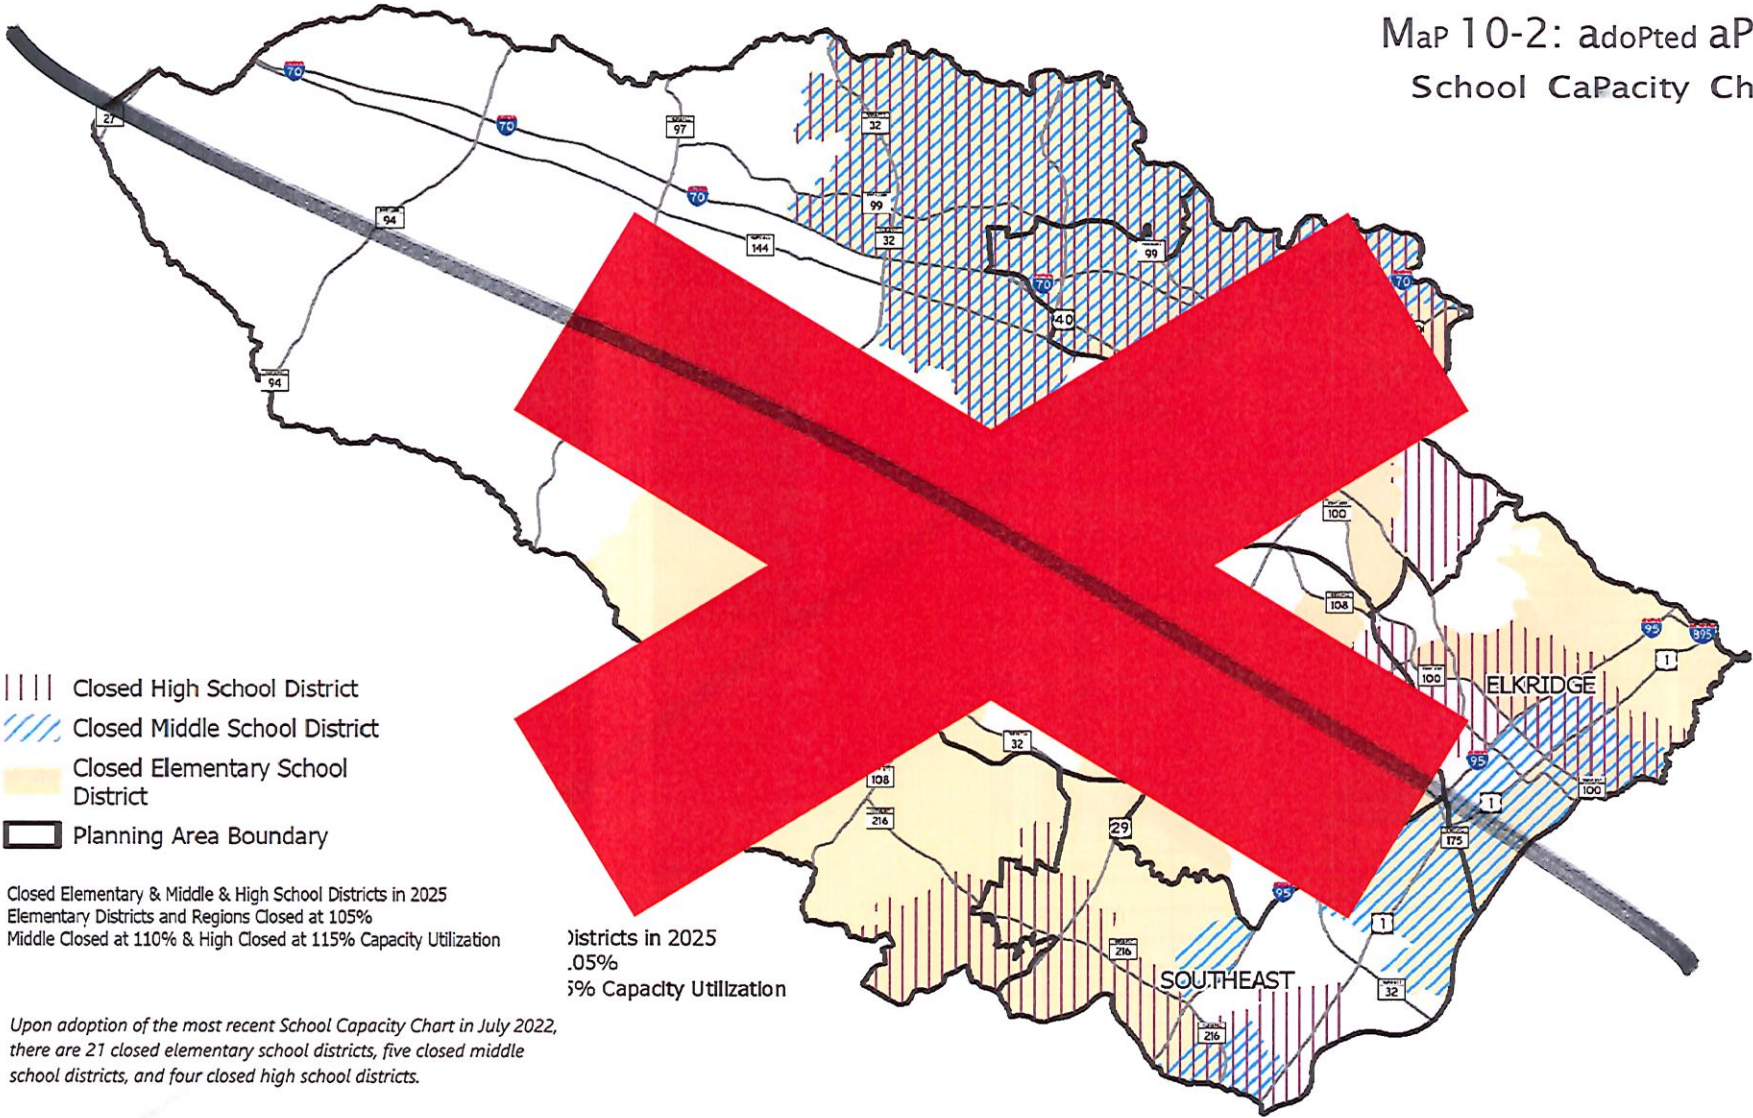 MaP 10-2: adoPted aP
School CaPacity Ch
70
27
70
97
32
94
70
99
32
144
99
70
70
40
94
100
108
95
895
1
100
ELKRIDGE
Closed High School District
Closed Middle School District
Closed Elementary School
District
Planning Area Boundary
32
95
108
100
1
216
29
175
95
Closed Elementary & Middle & High School Districts in 2025
Elementary Districts and Regions Closed at 105%
Middle Closed at 110% & High Closed at 115% Capacity Utilization
1
istricts in 2025
.05%
5% Capacity Utilization
216
SOUTHEAST
32
216
Upon adoption of the most recent School Capacity Chart in July 2022,
there are 21 closed elementary school districts, five closed middle
school districts, and four closed high school districts.